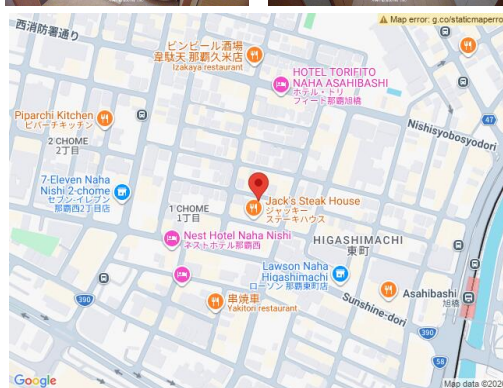 Map error: g.co/staticmaperro
西消防署通り
ビンビール酒場
韋駄天 那覇久米店
Izakaya restaurant
HOTEL TORIFITO
NAHA ASAHIBASHI
ホテル・トリ
フィート那覇旭橋
47
Nishisyobosyodori
Piparchi Kitchen
ピパーチキッチン
2 CHOME
2丁目
7-Eleven Naha
Nishi 2-chome
セブン-イレブン
那覇西2丁目店
Jack's Steak House
ジャッキー
ステーキハウス
1 CHOME
1丁目
Nest Hotel Naha Nishi
ネストホテル那覇西
HIGASHIMACHI
東町
Lawson Naha
Higashimachi
ローソン 那覇東町店
Asahibashi
旭橋
390
串焼車
Yakitori restaurant
Sunshine-dori
390
58
Google
Map data ©202